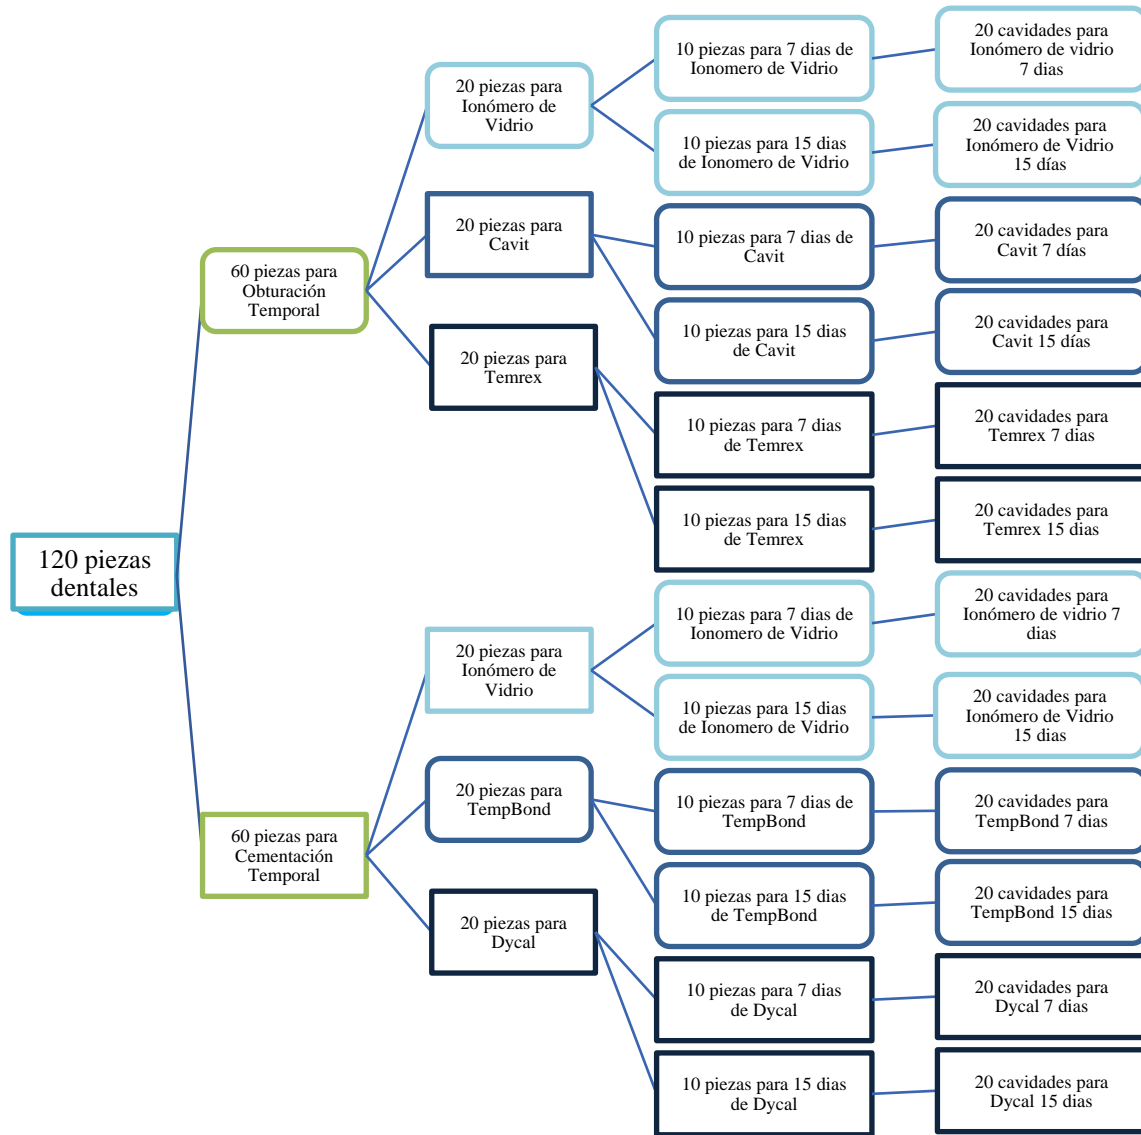 120 piezas
dentales
60 piezas para
Obturación
Temporal
20 piezas para
Ionómero de
Vidrio
10 piezas para 7 dias de
Ionomero de Vidrio
20 cavidades para
Ionómero de vidrio
7 dias
10 piezas para 15 dias
de Ionomero de Vidrio
20 cavidades para
Ionómero de Vidrio
15 días
20 piezas para
Cavit
10 piezas para 7 dias de
Cavit
20 cavidades para
Cavit 7 días
10 piezas para 15 dias
de Cavit
20 cavidades para
Cavit 15 días
20 piezas para
Temrex
10 piezas para 7 dias
de Temrex
20 cavidades para
Temrex 7 dias
10 piezas para 15 dias
de Temrex
20 cavidades para
Temrex 15 dias
60 piezas para
Cementación
Temporal
20 piezas para
Ionómero de
Vidrio
10 piezas para 7 dias de
Ionomero de Vidrio
20 cavidades para
Ionómero de vidrio 7
dias
10 piezas para 15 dias
de Ionomero de Vidrio
20 cavidades para
Ionómero de Vidrio
15 dias
20 piezas para
TempBond
10 piezas para 7 dias de
TempBond
20 cavidades para
TempBond 7 dias
10 piezas para 15 dias
de TempBond
20 cavidades para
TempBond 15 dias
20 piezas para
Dycal
10 piezas para 7 dias
de Dycal
20 cavidades para
Dycal 7 dias
10 piezas para 15 dias
de Dycal
20 cavidades para
Dycal 15 dias